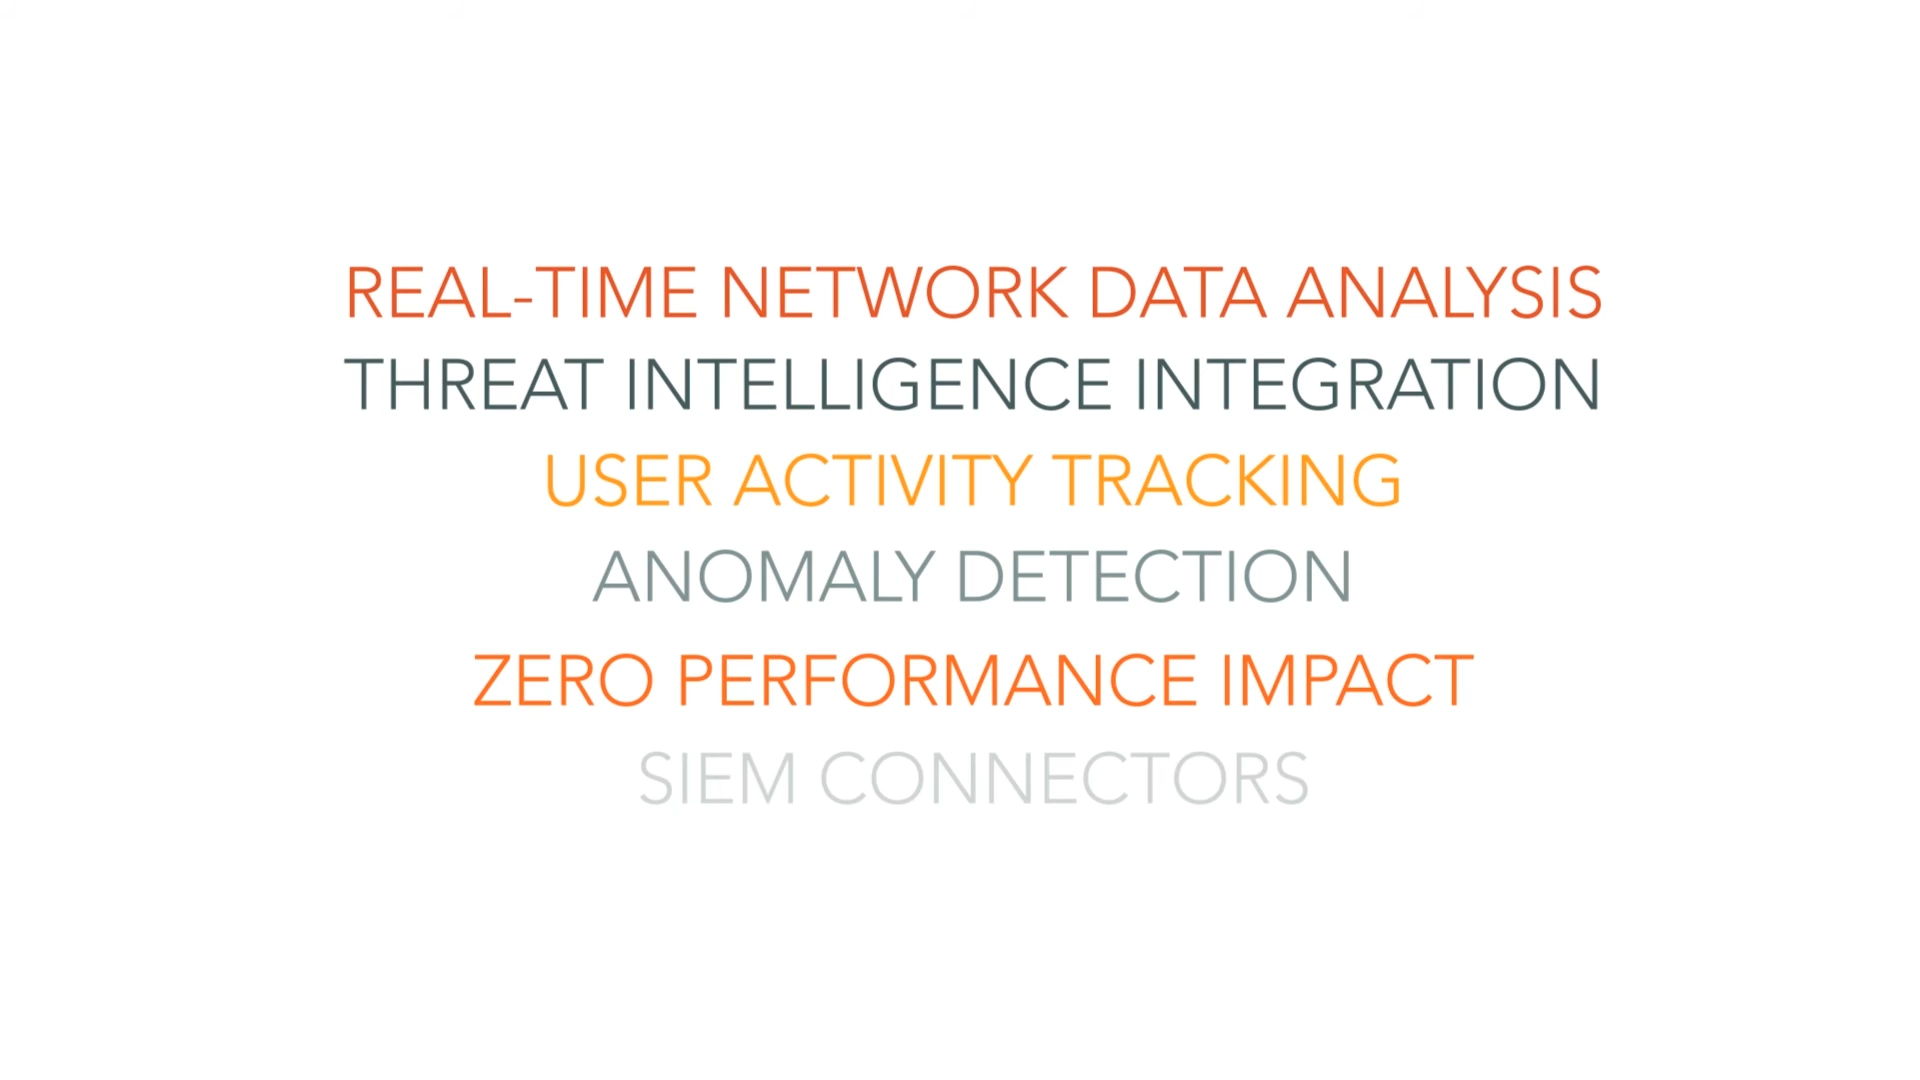 REAL-TIME NETWORK DATA ANALYSIS
THREAT INTELLIGENCE INTEGRATION
USER ACTIVITY TRACKING
ANOMALY DETECTION
ZERO PERFORMANCE IMPACT
SIEM CONNECTORS